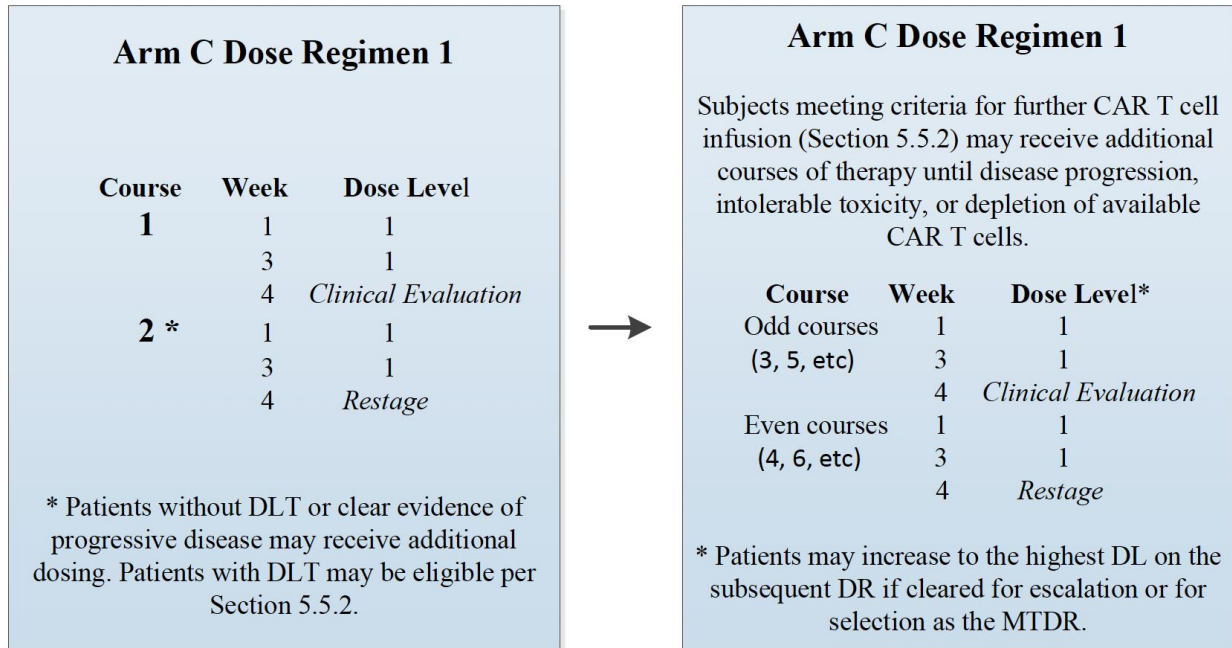 Arm C Dose Regimen 1
Course Week Dose Level
1 1 1
3 1
4 Clinical Evaluation
2 * 1 1
3 1
4 Restage
* Patients without DLT or clear evidence of
progressive disease may receive additional
dosing. Patients with DLT may be eligible per
Section 5.5.2.
Arm C Dose Regimen 1
Subjects meeting criteria for further CAR T cell
infusion (Section 5.5.2) may receive additional
courses of therapy until disease progression,
intolerable toxicity, or depletion of available
CAR T cells.
Course Week Dose Level*
Odd courses 1 1
(3, 5, etc) 3 1
4 Clinical Evaluation
Even courses 1 1
(4, 6, etc) 3 1
4 Restage
* Patients may increase to the highest DL on the
subsequent DR if cleared for escalation or for
selection as the MTDR.